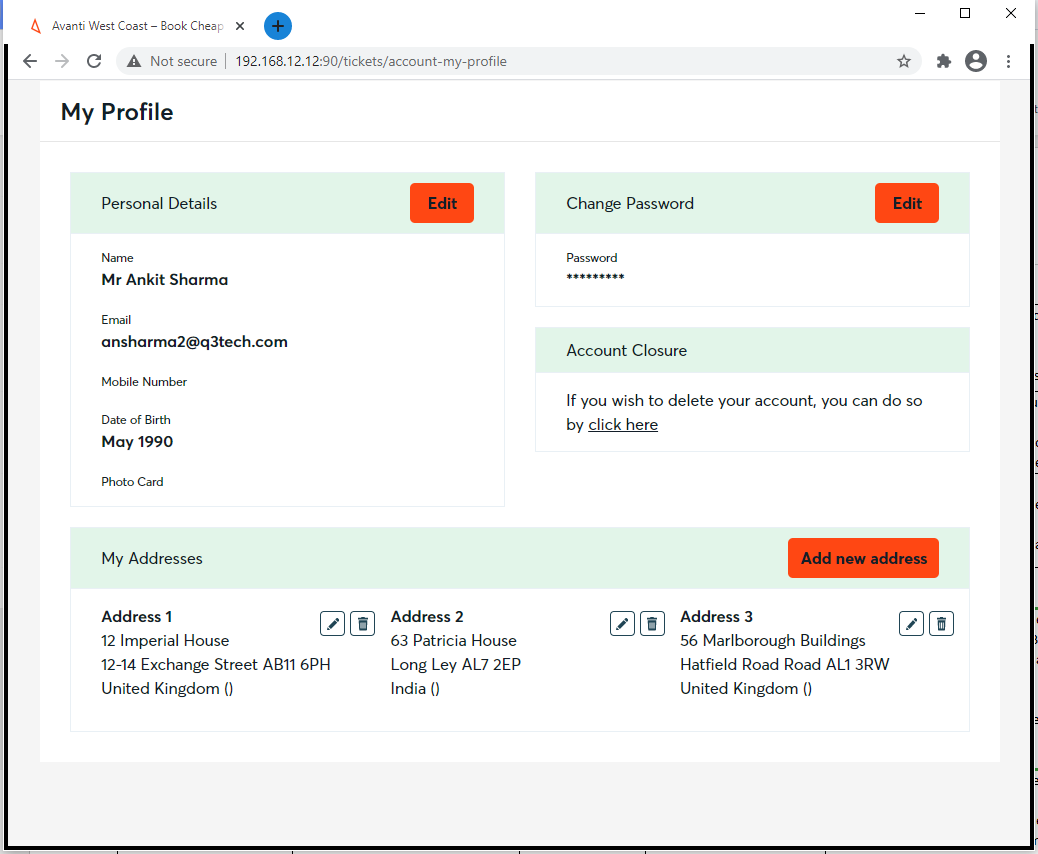 Avanti West Coast – Book Cheap
Not secure
192.168.12.12:90/tickets/account-my-profile
My Profile
Personal Details
Edit
Name
Mr Ankit Sharma
Email
ansharma2@q3tech.com
Mobile Number
Date of Birth
May 1990
Photo Card
Change Password
Edit
Password
*********
Account Closure
If you wish to delete your account, you can do so
by click here
My Addresses
Add new address
Address 1
12 Imperial House
12-14 Exchange Street AB11 6PH
United Kingdom ()
Address 2
63 Patricia House
Long Ley AL7 2EP
India ()
Address 3
56 Marlborough Buildings
Hatfield Road Road AL1 3RW
United Kingdom ()